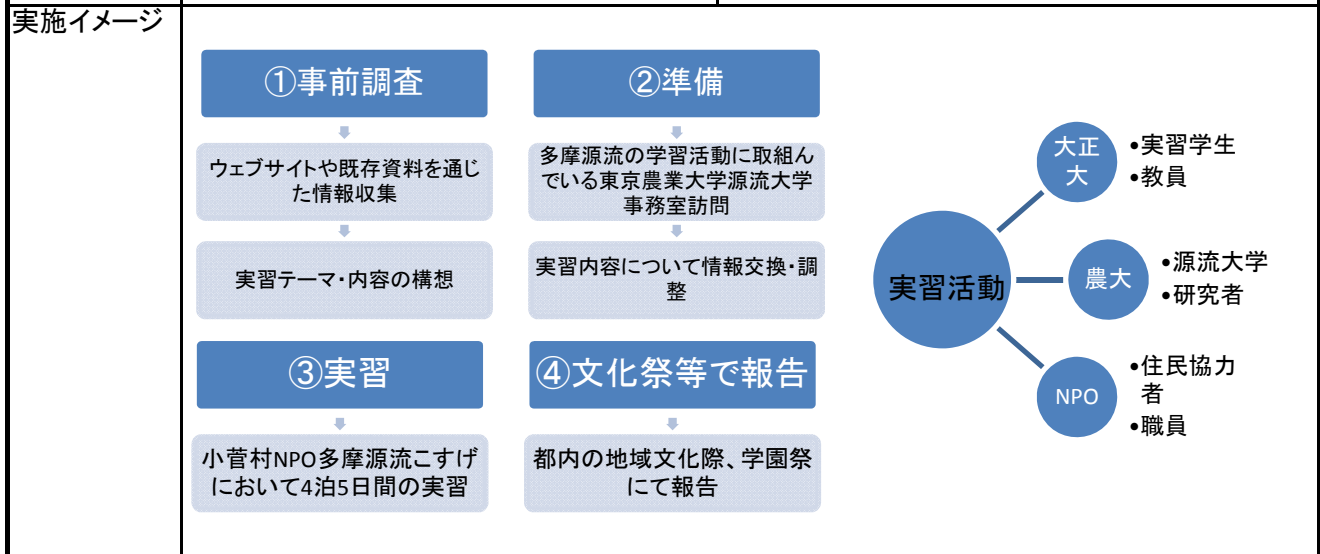 実施イメージ
①事前調査
ウェブサイトや既存資料を通じ
た情報収集
実習テーマ・内容の構想
②準備
多摩源流の学習活動に取組ん
でいる東京農業大学源流大学
事務室訪問
実習内容について情報交換・調
整
③実習
小菅村NPO多摩源流こすげ
において4泊5日間の実習
④文化祭等で報告
都内の地域文化際、学園祭
にて報告
実習活動
大正
大
•実習学生
•教員
農大
•源流大学
•研究者
NPO
•住民協力
者
•職員